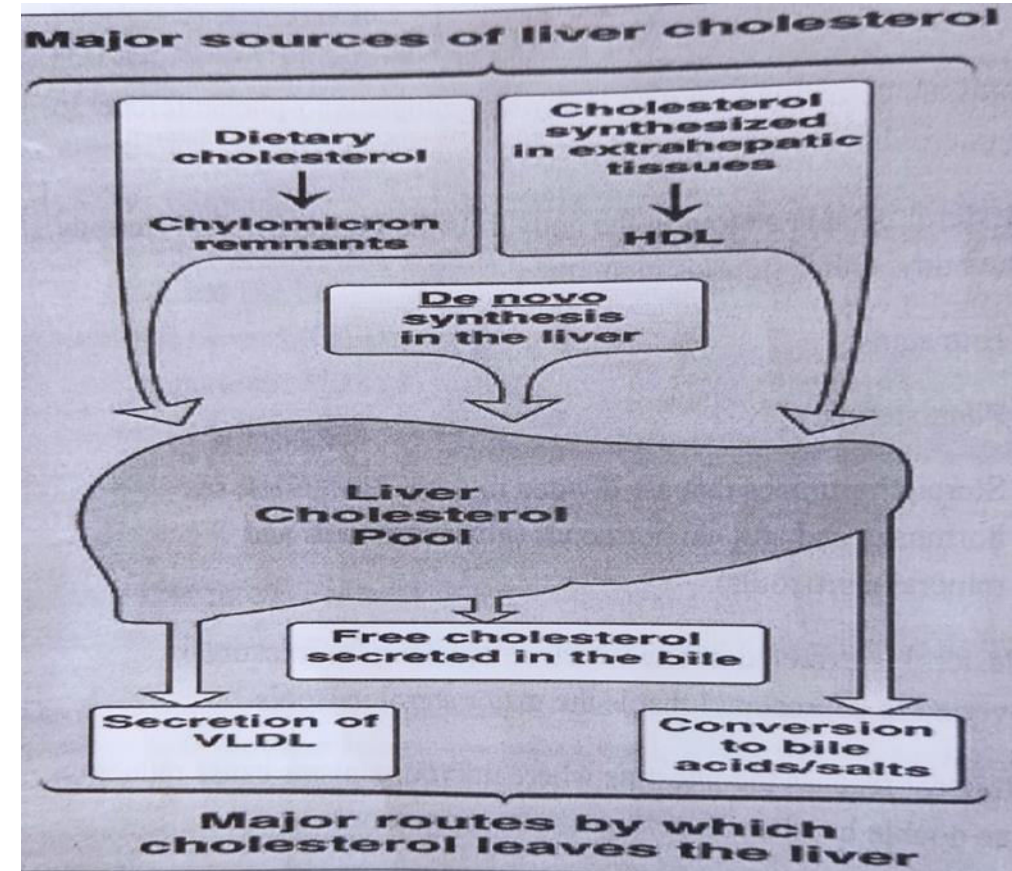 Major sources of liver cholesterol
Dietary
cholesterol
Chylomicron
remnants
Cholesterol
synthesized
in extrahepatic
tissues
HDL
De novo
synthesis
in the liver
Liver
Cholesterol
Pool
Free cholesterol
secreted in the bile
Secretion of
VLDL
Conversion
to bile
acids/salts
Major routes by which
cholesterol leaves the liver